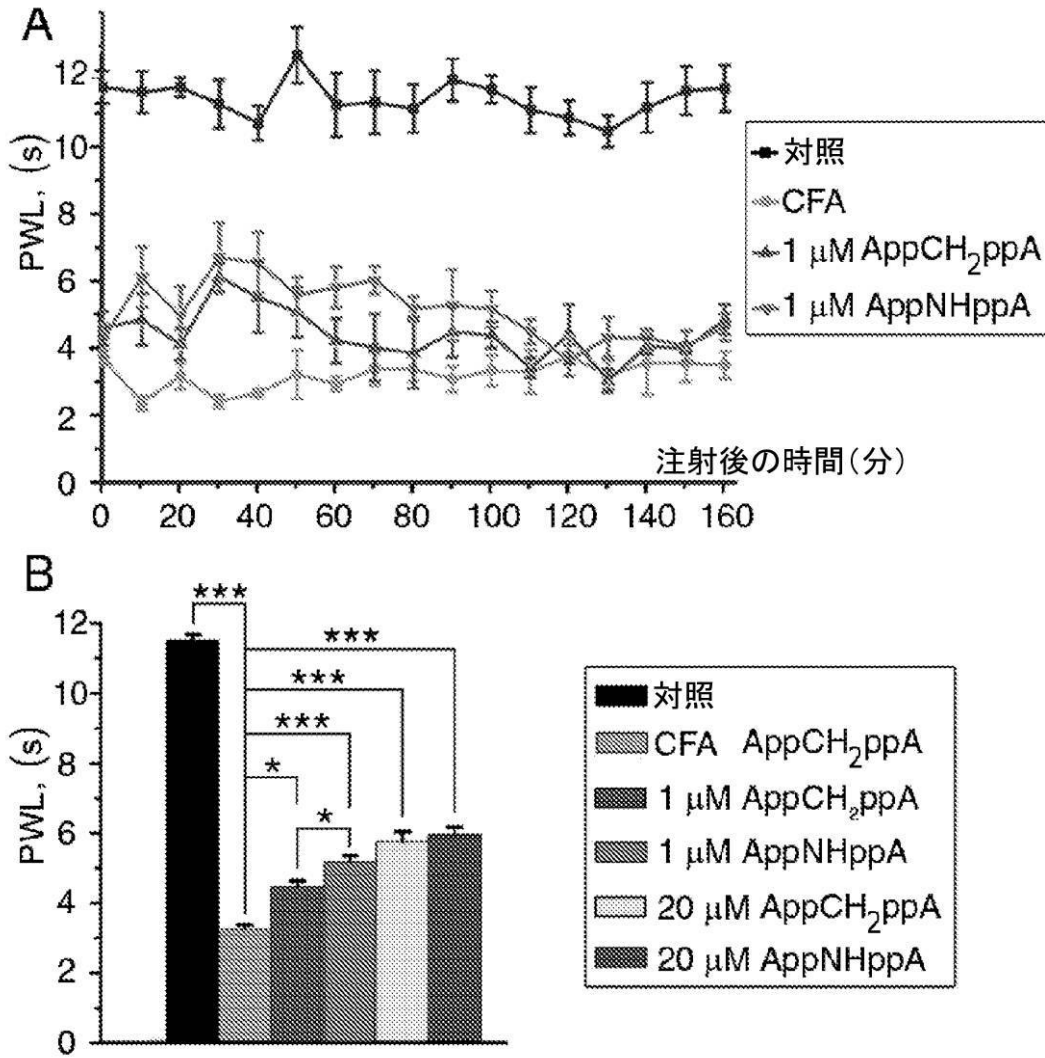 A
PWL, (s)
12
10
8
6
4
2
0
0 20 40 60 80 100 120 140 160
注射後の時間(分)
対照
CFA
1 μM AppCH₂ppA
1 μM AppNHppA
B
PWL, (s)
12
10
8
6
4
2
0
***
***
***
***
*
*
対照
CFA AppCH₂ppA
1 μM AppCH₂ppA
1 μM AppNHppA
20 μM AppCH₂ppA
20 μM AppNHppA